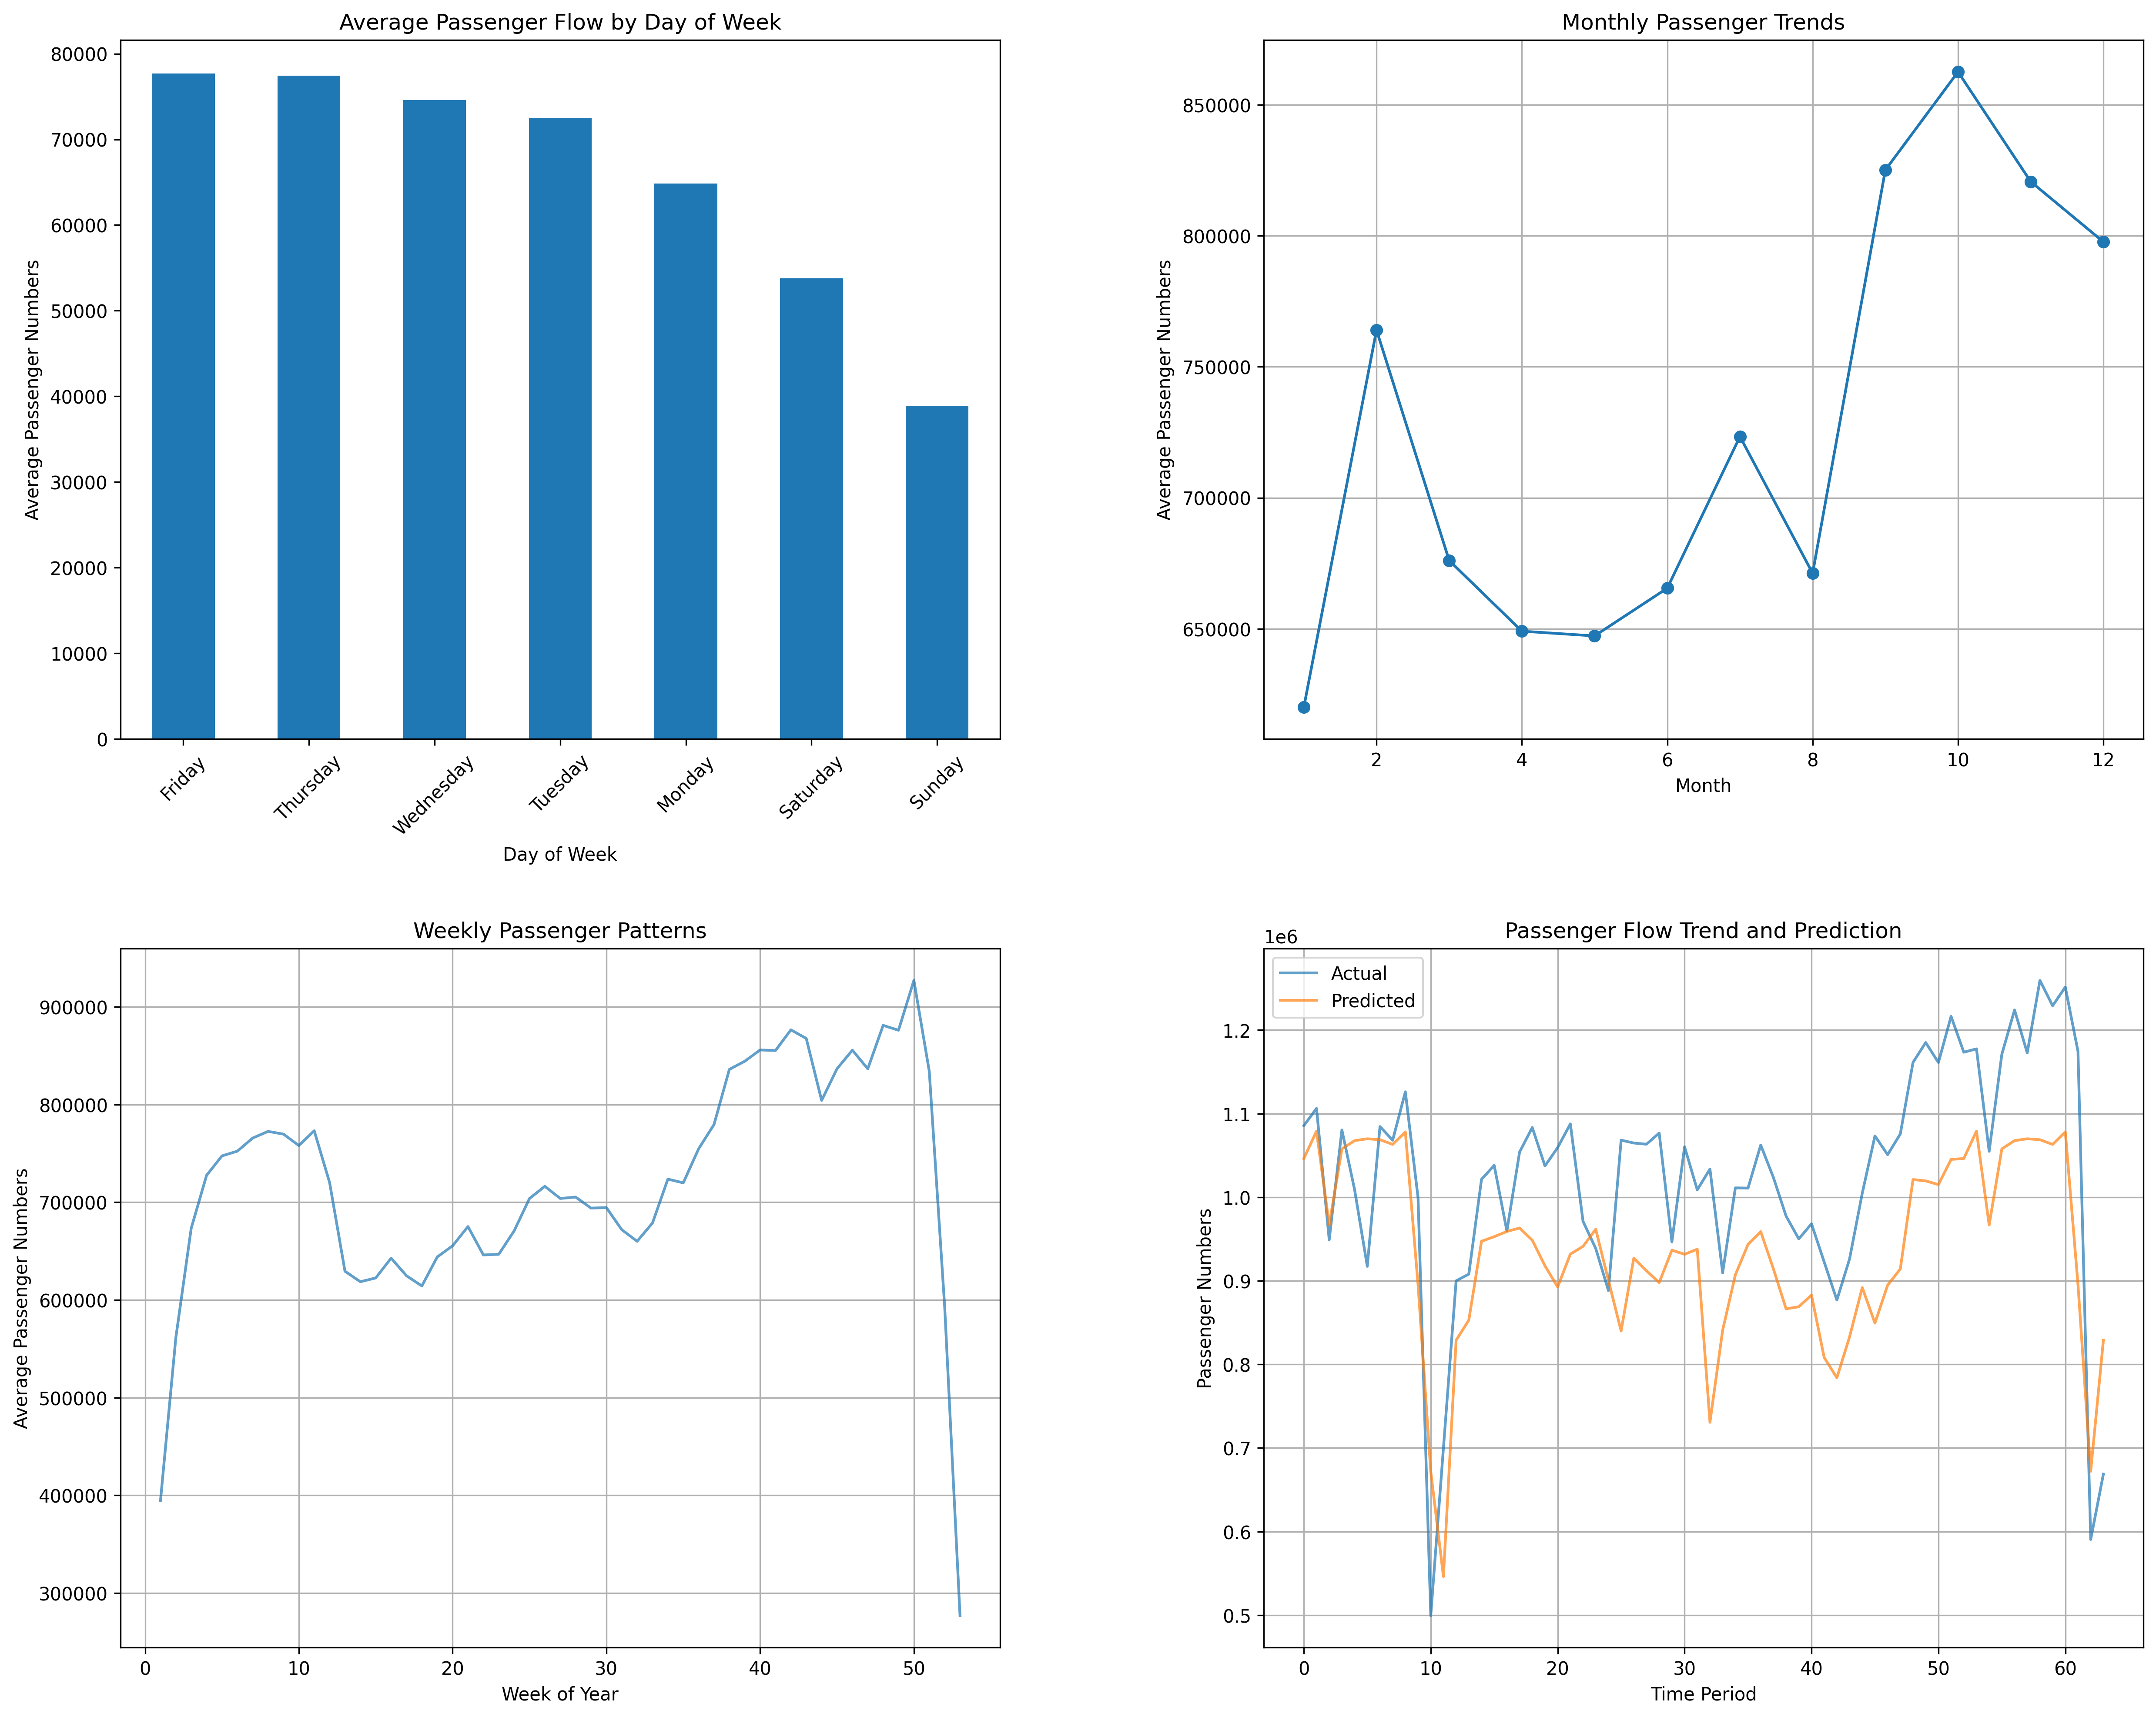 Average Passenger Flow by Day of Week
Average Passenger Numbers
80000
70000
60000
50000
40000
30000
20000
10000
0
Friday
Thursday
Wednesday
Tuesday
Monday
Saturday
Sunday
Day of Week
Monthly Passenger Trends
Average Passenger Numbers
850000
800000
750000
700000
650000
2
4
6
8
10
12
Month
Weekly Passenger Patterns
Average Passenger Numbers
900000
800000
700000
600000
500000
400000
300000
0
10
20
30
40
50
Week of Year
Passenger Flow Trend and Prediction
1e6
Actual
Predicted
Passenger Numbers
1.2
1.1
1.0
0.9
0.8
0.7
0.6
0.5
0
10
20
30
40
50
60
Time Period